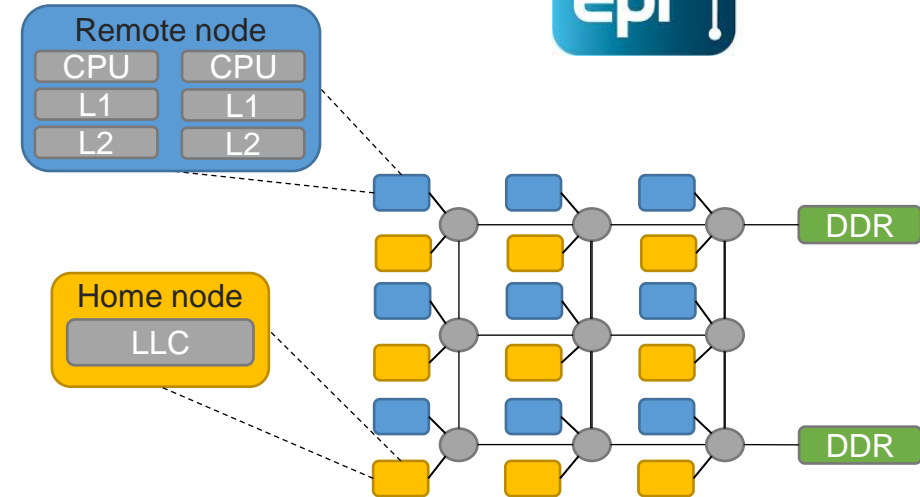 epi
Remote node
CPU CPU
L1 L1
L2 L2
DDR
Home node
LLC
DDR